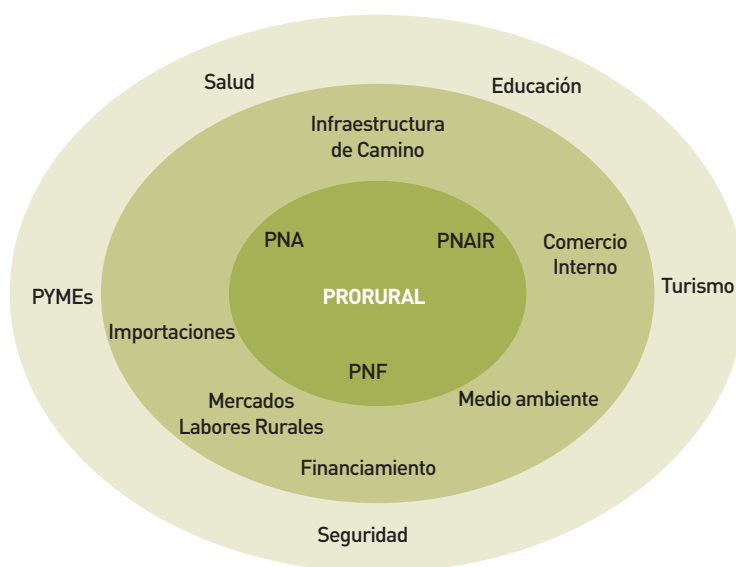 Salud
Educación
Infraestructura
de Camino
PNA
PNAIR
Comercio
Interno
PYMEs
PRORURAL
Turismo
Importaciones
PNF
Mercados
Labores Rurales
Medio ambiente
Financiamiento
Seguridad